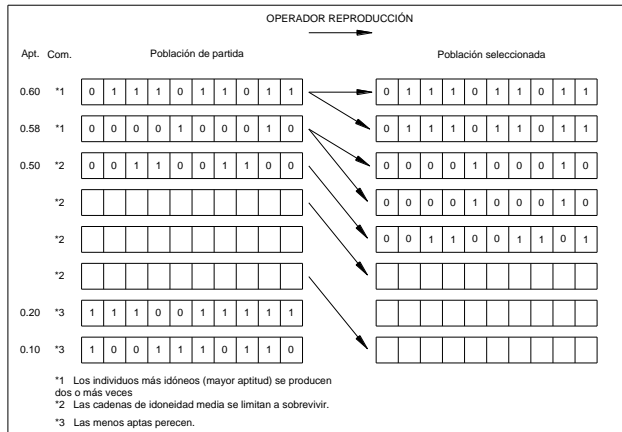 OPERADOR REPRODUCCIÓN
Apt. Com. Población de partida Población seleccionada
0.60 *1 0 1 1 1 0 1 1 0 1 1 0 1 1 1 0 1 1 0 1 1
0.58 *1 0 0 0 0 1 0 0 0 1 0 0 1 1 1 0 1 1 0 1 1
0.50 *2 0 0 1 1 0 0 1 1 0 0 0 0 0 0 1 0 0 0 1 0
*2 0 0 0 0 1 0 0 0 1 0
*2 0 0 1 1 0 0 1 1 0 1
*2
0.20 *3 1 1 1 0 0 1 1 1 1 1
0.10 *3 1 0 0 1 1 1 0 1 1 0
*1 Los individuos más idóneos (mayor aptitud) se producen
dos o más veces
*2 Las cadenas de idoneidad media se limitan a sobrevivir.
*3 Las menos aptas perecen.